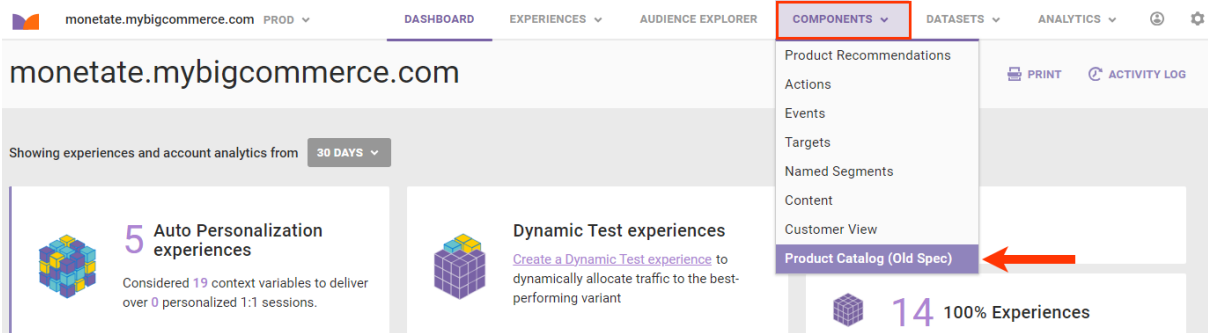 monetate.mybigcommerce.com PROD DASHBOARD EXPERIENCES AUDIENCE EXPLORER COMPONENTS DATASETS ANALYTICS
monetate.mybigcommerce.com
PRINT ACTIVITY LOG
Product Recommendations
Actions
Events
Targets
Named Segments
Content
Customer View
Product Catalog (Old Spec)
Showing experiences and account analytics from 30 DAYS
5 Auto Personalization
experiences
Considered 19 context variables to deliver
over 0 personalized 1:1 sessions.
Dynamic Test experiences
Create a Dynamic Test experience to
dynamically allocate traffic to the best-
performing variant
14 100% Experiences